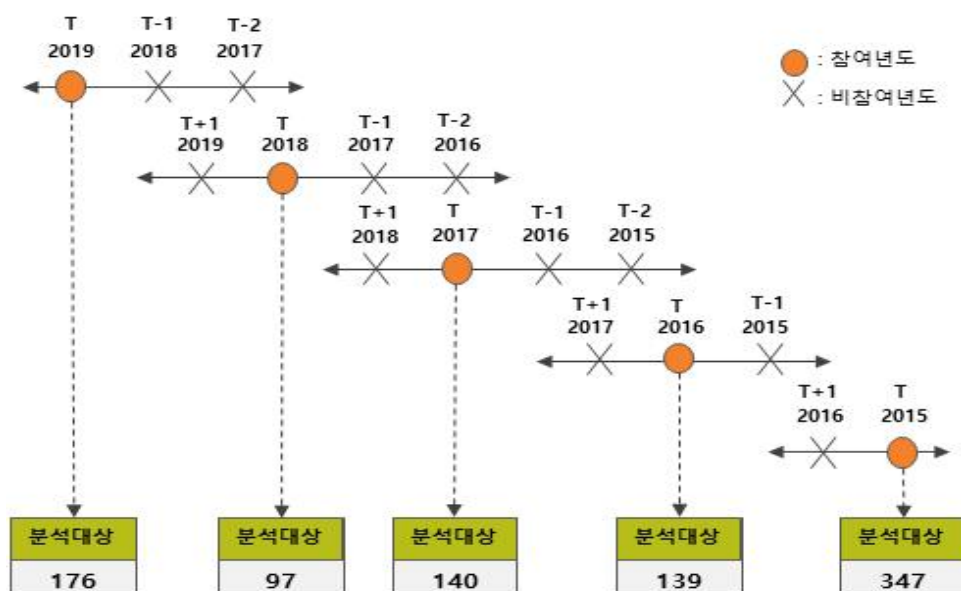 T T-1 T-2
2019 2018 2017
: 참여년도
: 비참여년도
T+1 T T-1 T-2
2019 2018 2017 2016
T+1 T T-1 T-2
2018 2017 2016 2015
T+1 T T-1
2017 2016 2015
T+1 T
2016 2015
분석대상 분석대상 분석대상 분석대상 분석대상
176 97 140 139 347